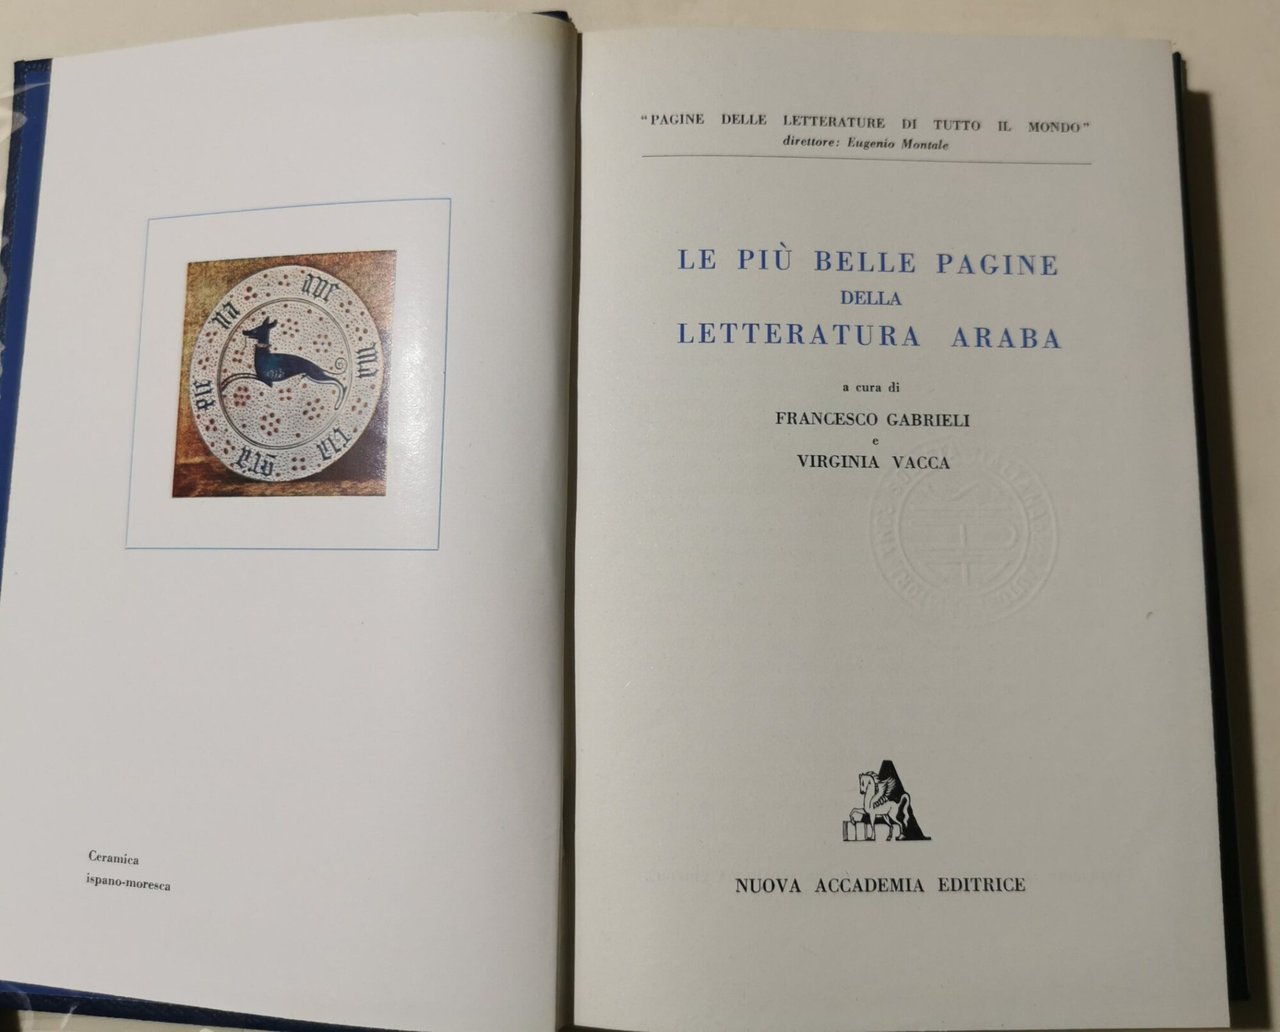 Ceramica
ispano-moresca
"PAGINE DELLE LETTERATURE DI TUTTO IL MONDO"
direttore: Eugenio Montale
LE PIÙ BELLE PAGINE
DELLA
LETTERATURA ARABA
a cura di
FRANCESCO GABRIELI
e
VIRGINIA VACCA
NUOVA ACCADEMIA EDITRICE